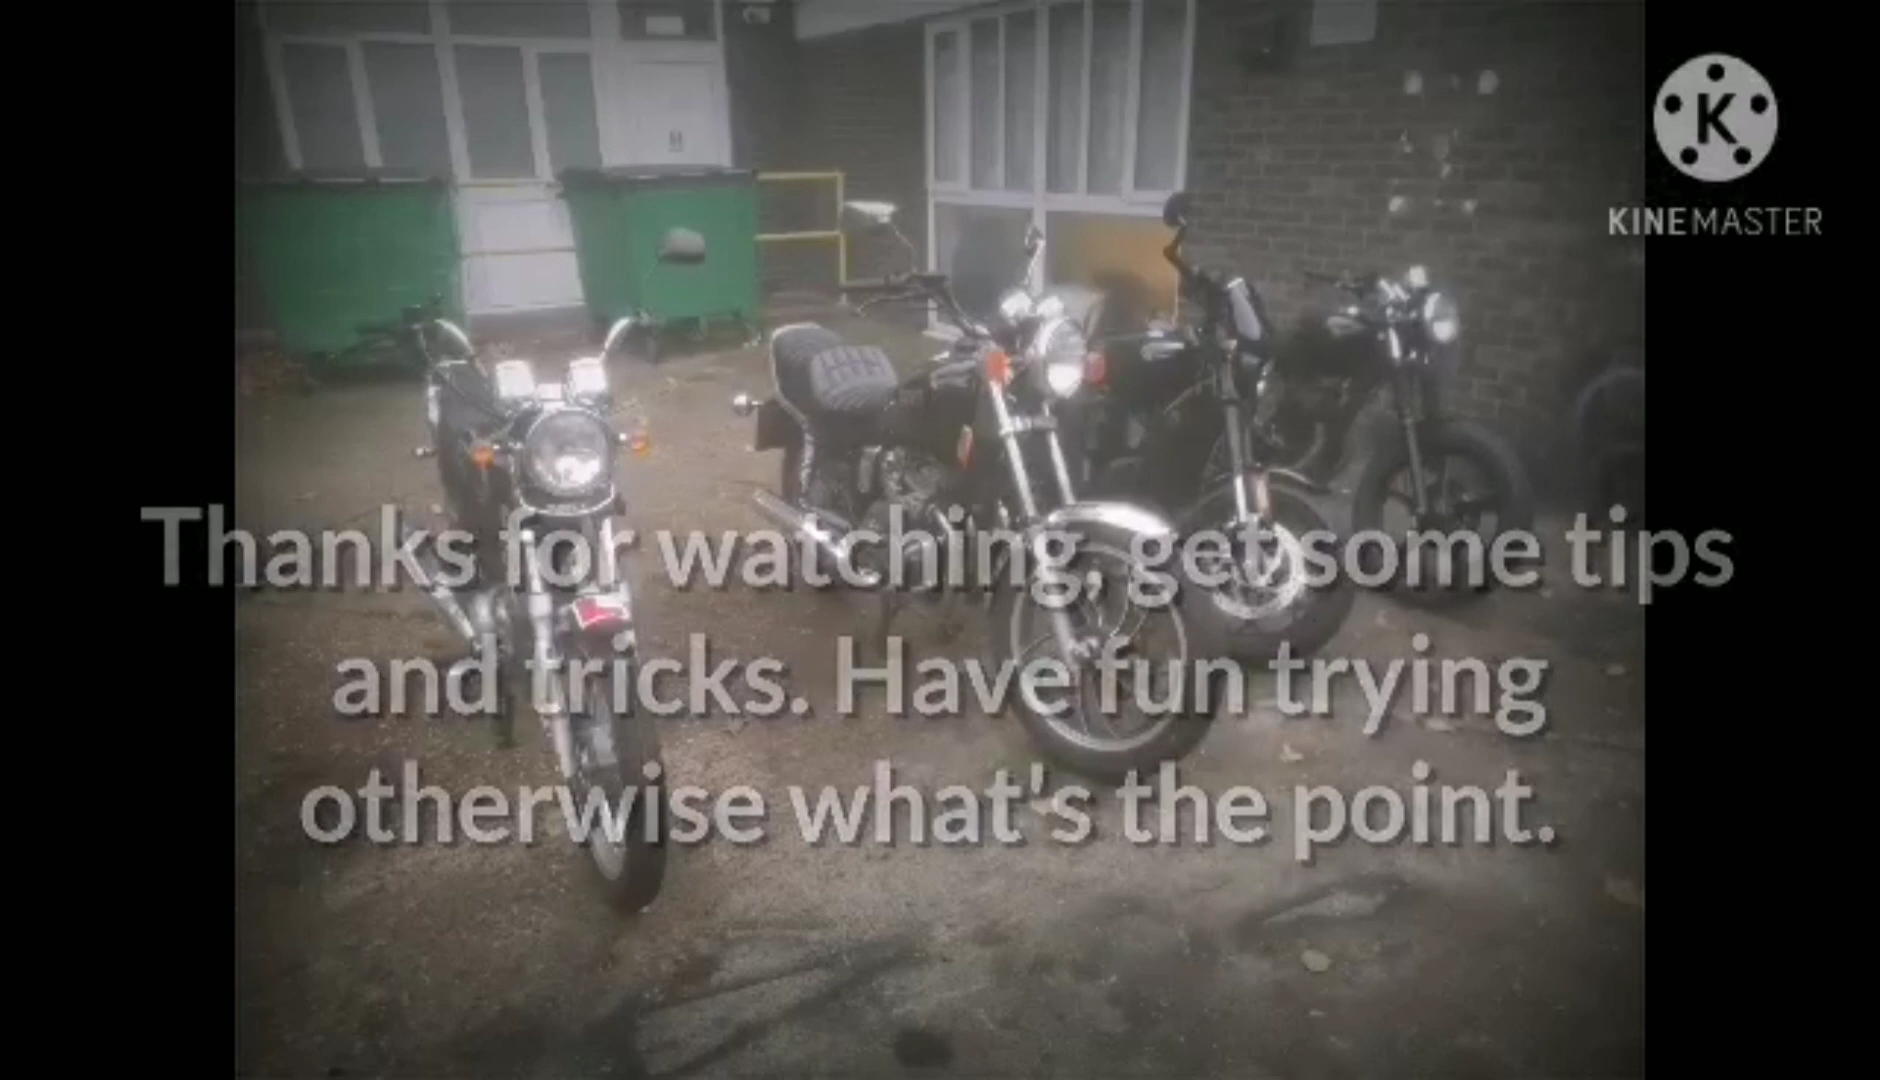 K
KINEMASTER
Thanks for watching, get some tips
and tricks. Have fun trying
otherwise what's the point.